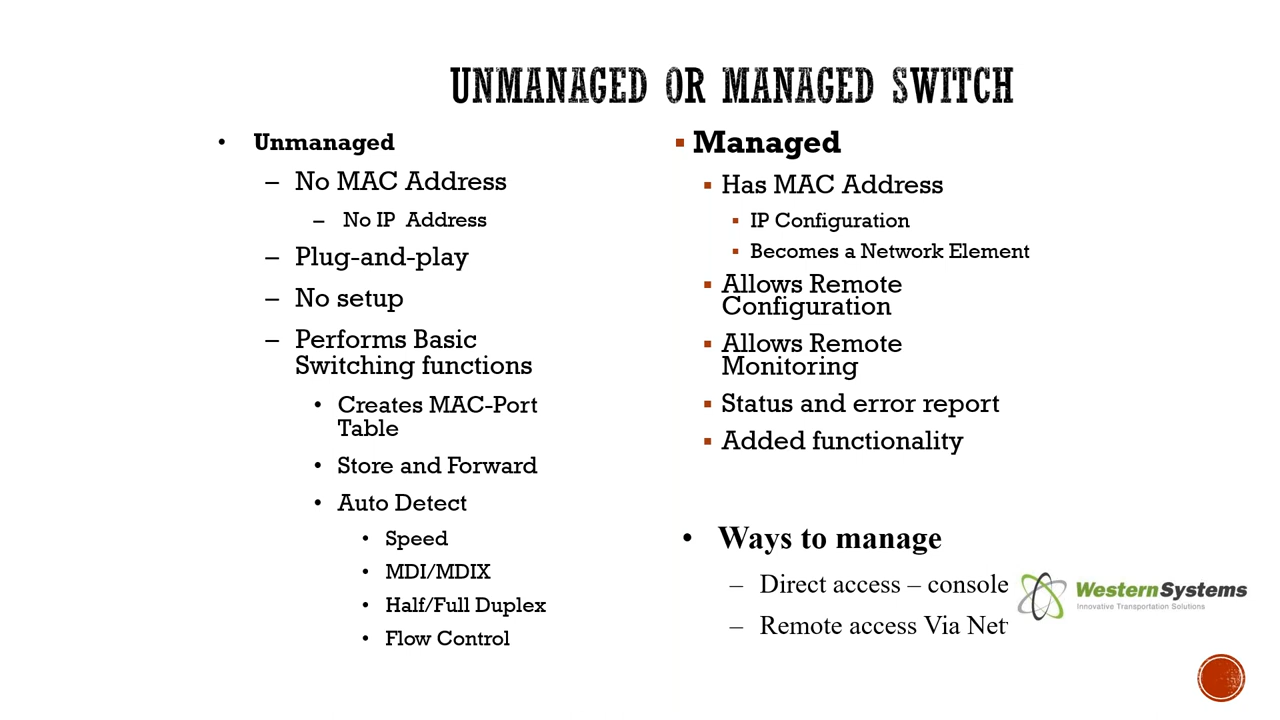 UNMANAGED OR MANAGED SWITCH
• Unmanaged
– No MAC Address
– No IP Address
– Plug-and-play
– No setup
– Performs Basic
Switching functions
• Creates MAC-Port
Table
• Store and Forward
• Auto Detect
• Speed
• MDI/MDIX
• Half/Full Duplex
• Flow Control
▪ Managed
▪ Has MAC Address
▪ IP Configuration
▪ Becomes a Network Element
▪ Allows Remote
Configuration
▪ Allows Remote
Monitoring
▪ Status and error report
▪ Added functionality
• Ways to manage
– Direct access – console
– Remote access Via
WesternSystems
Innovative Transportation Solutions